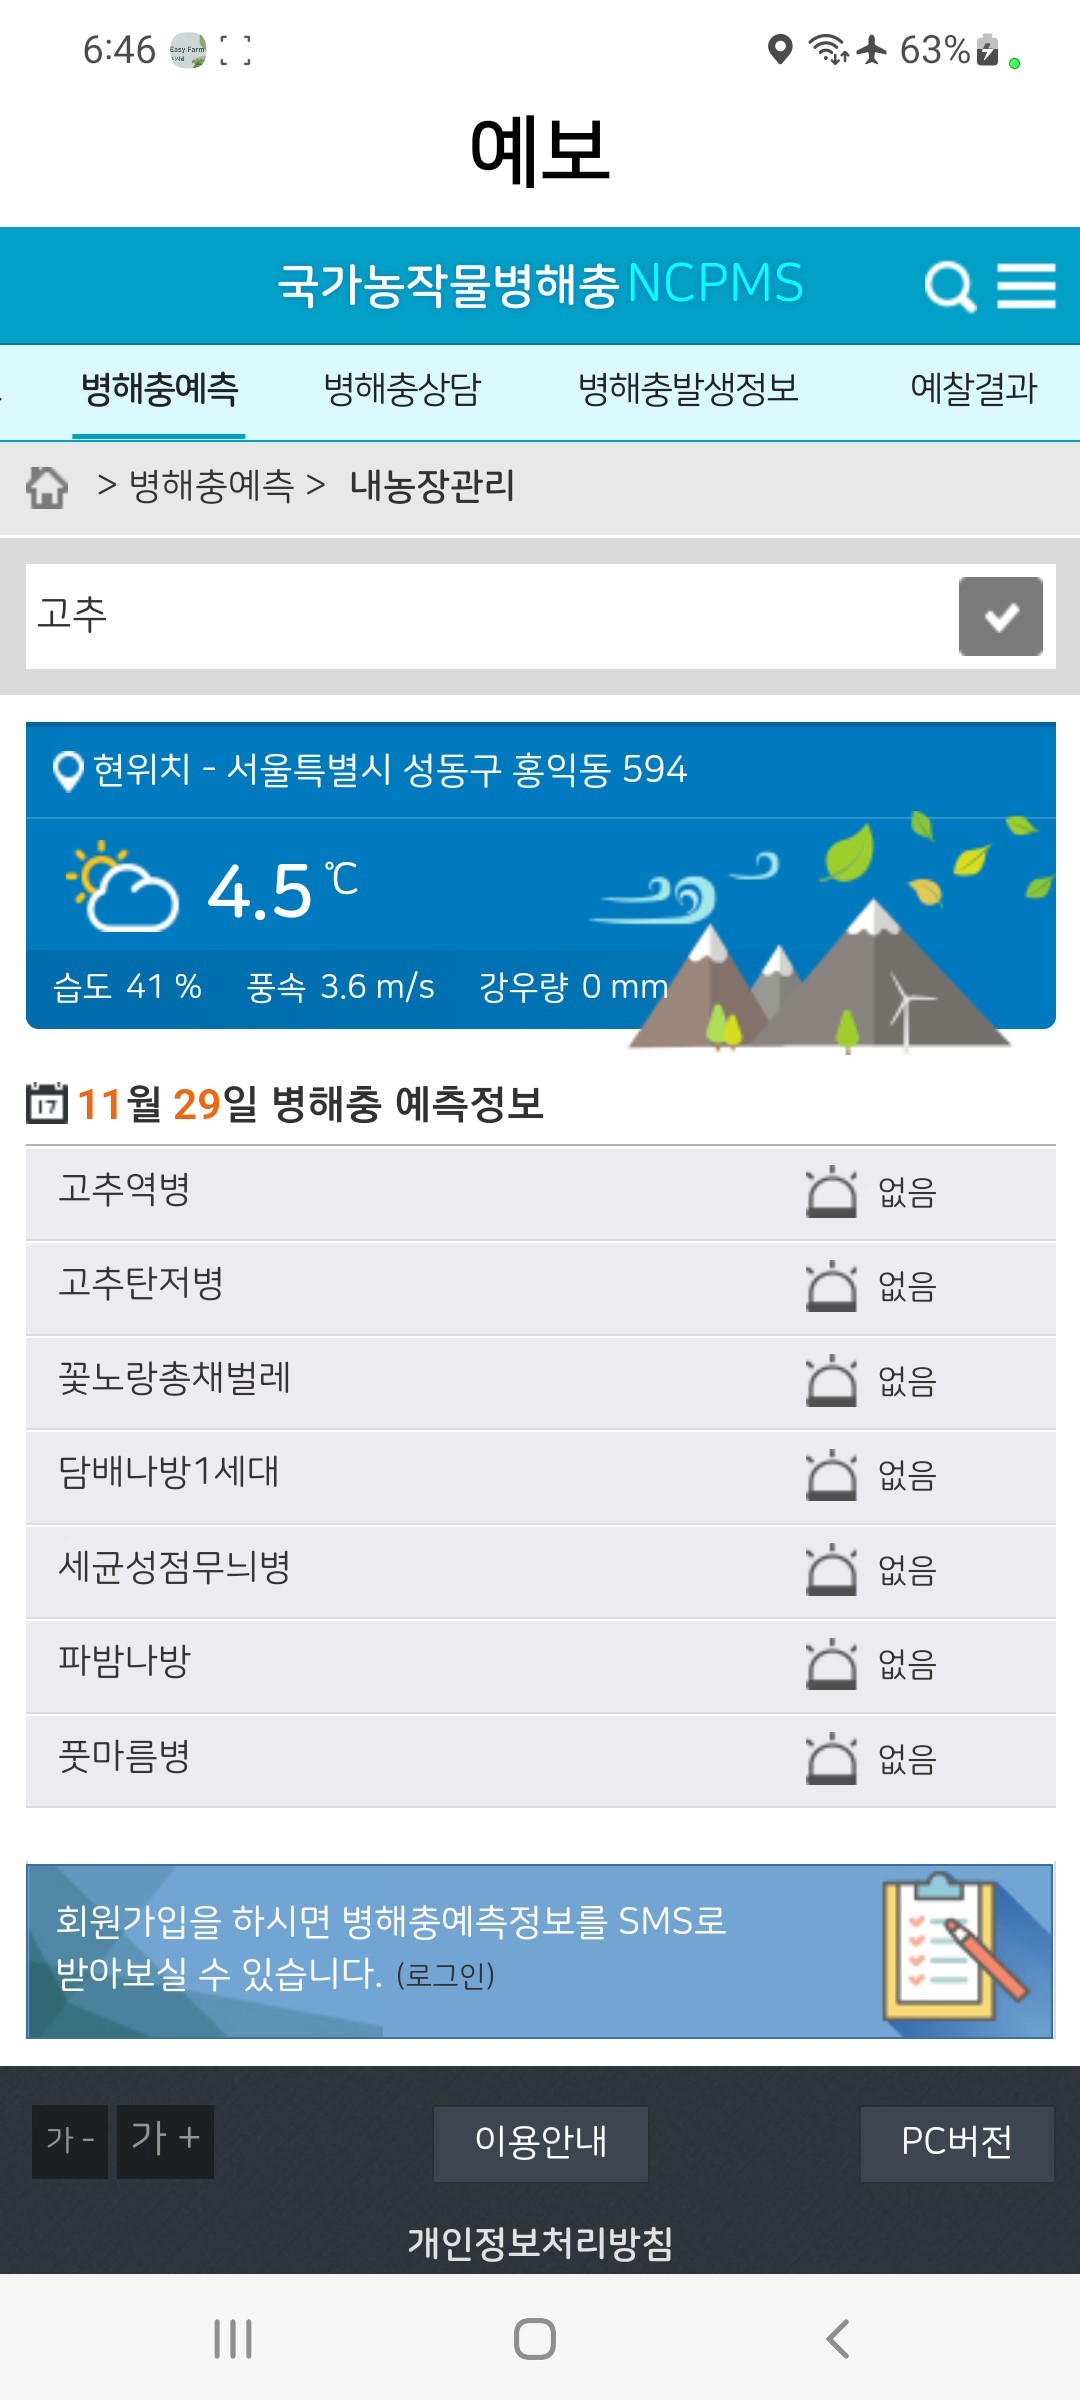 6:46 63%
예보
국가농작물병해충 NCPMS
병해충예측 병해충상담 병해충발생정보 예찰결과
> 병해충예측 > 내농장관리
고추
현위치 - 서울특별시 성동구 홍익동 594
4.5 ℃
습도 41 % 풍속 3.6 m/s 강우량 0 mm
17 11월 29일 병해충 예측정보
고추역병 없음
고추탄저병 없음
꽃노랑총채벌레 없음
담배나방1세대 없음
세균성점무늬병 없음
파밤나방 없음
풋마름병 없음
회원가입을 하시면 병해충예측정보를 SMS로
받아보실 수 있습니다. (로그인)
가 - 가 + 이용안내 PC버전
개인정보처리방침